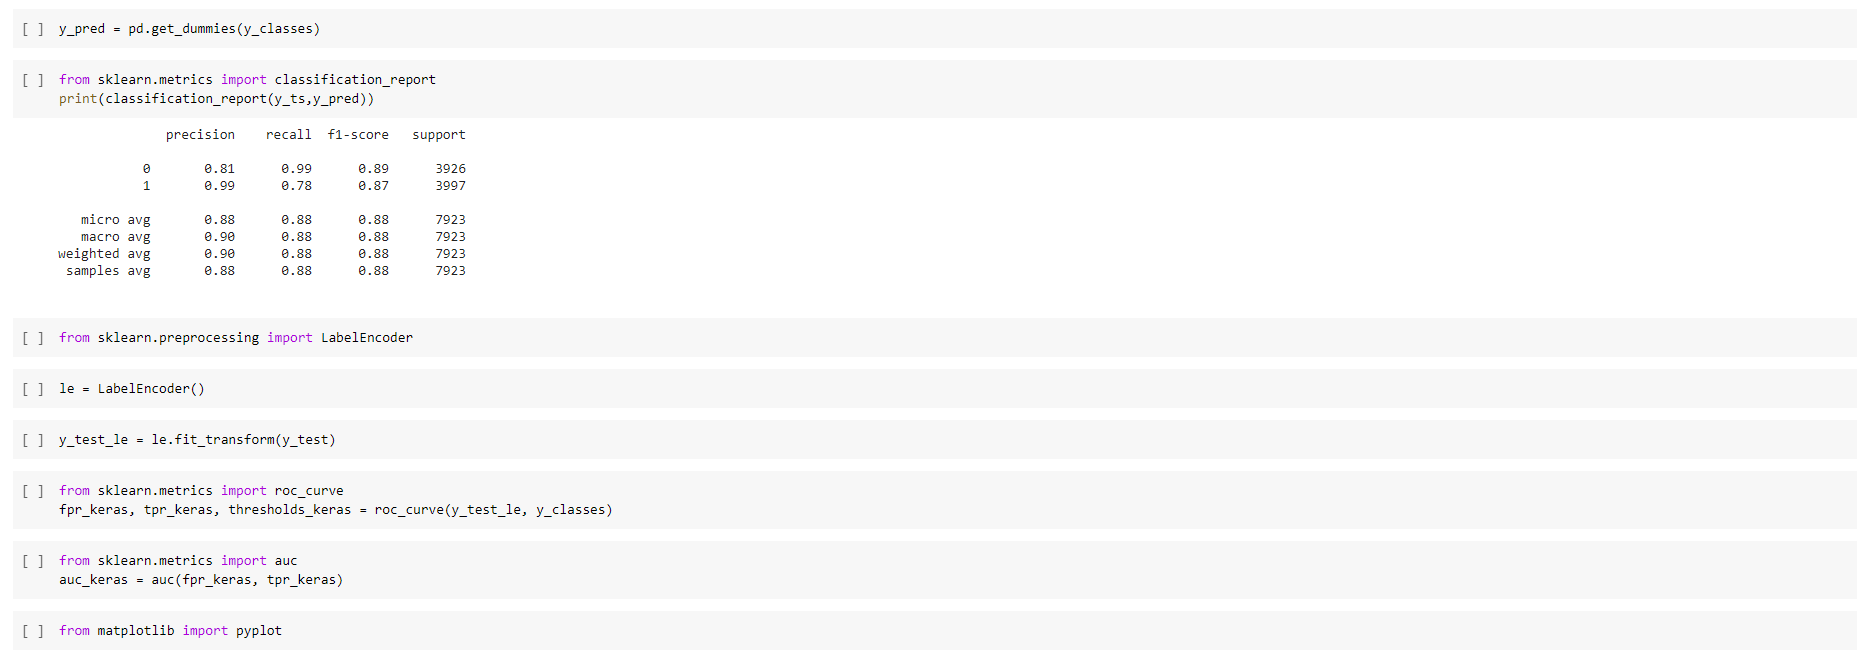 [ ] y_pred = pd.get_dummies(y_classes)
[ ] from sklearn.metrics import classification_report
print(classification_report(y_ts,y_pred))
precision recall f1-score support
0 0.81 0.99 0.89 3926
1 0.99 0.78 0.87 3997
micro avg 0.88 0.88 0.88 7923
macro avg 0.90 0.88 0.88 7923
weighted avg 0.90 0.88 0.88 7923
samples avg 0.88 0.88 0.88 7923
[ ] from sklearn.preprocessing import LabelEncoder
[ ] le = LabelEncoder()
[ ] y_test_le = le.fit_transform(y_test)
[ ] from sklearn.metrics import roc_curve
fpr_keras, tpr_keras, thresholds_keras = roc_curve(y_test_le, y_classes)
[ ] from sklearn.metrics import auc
auc_keras = auc(fpr_keras, tpr_keras)
[ ] from matplotlib import pyplot